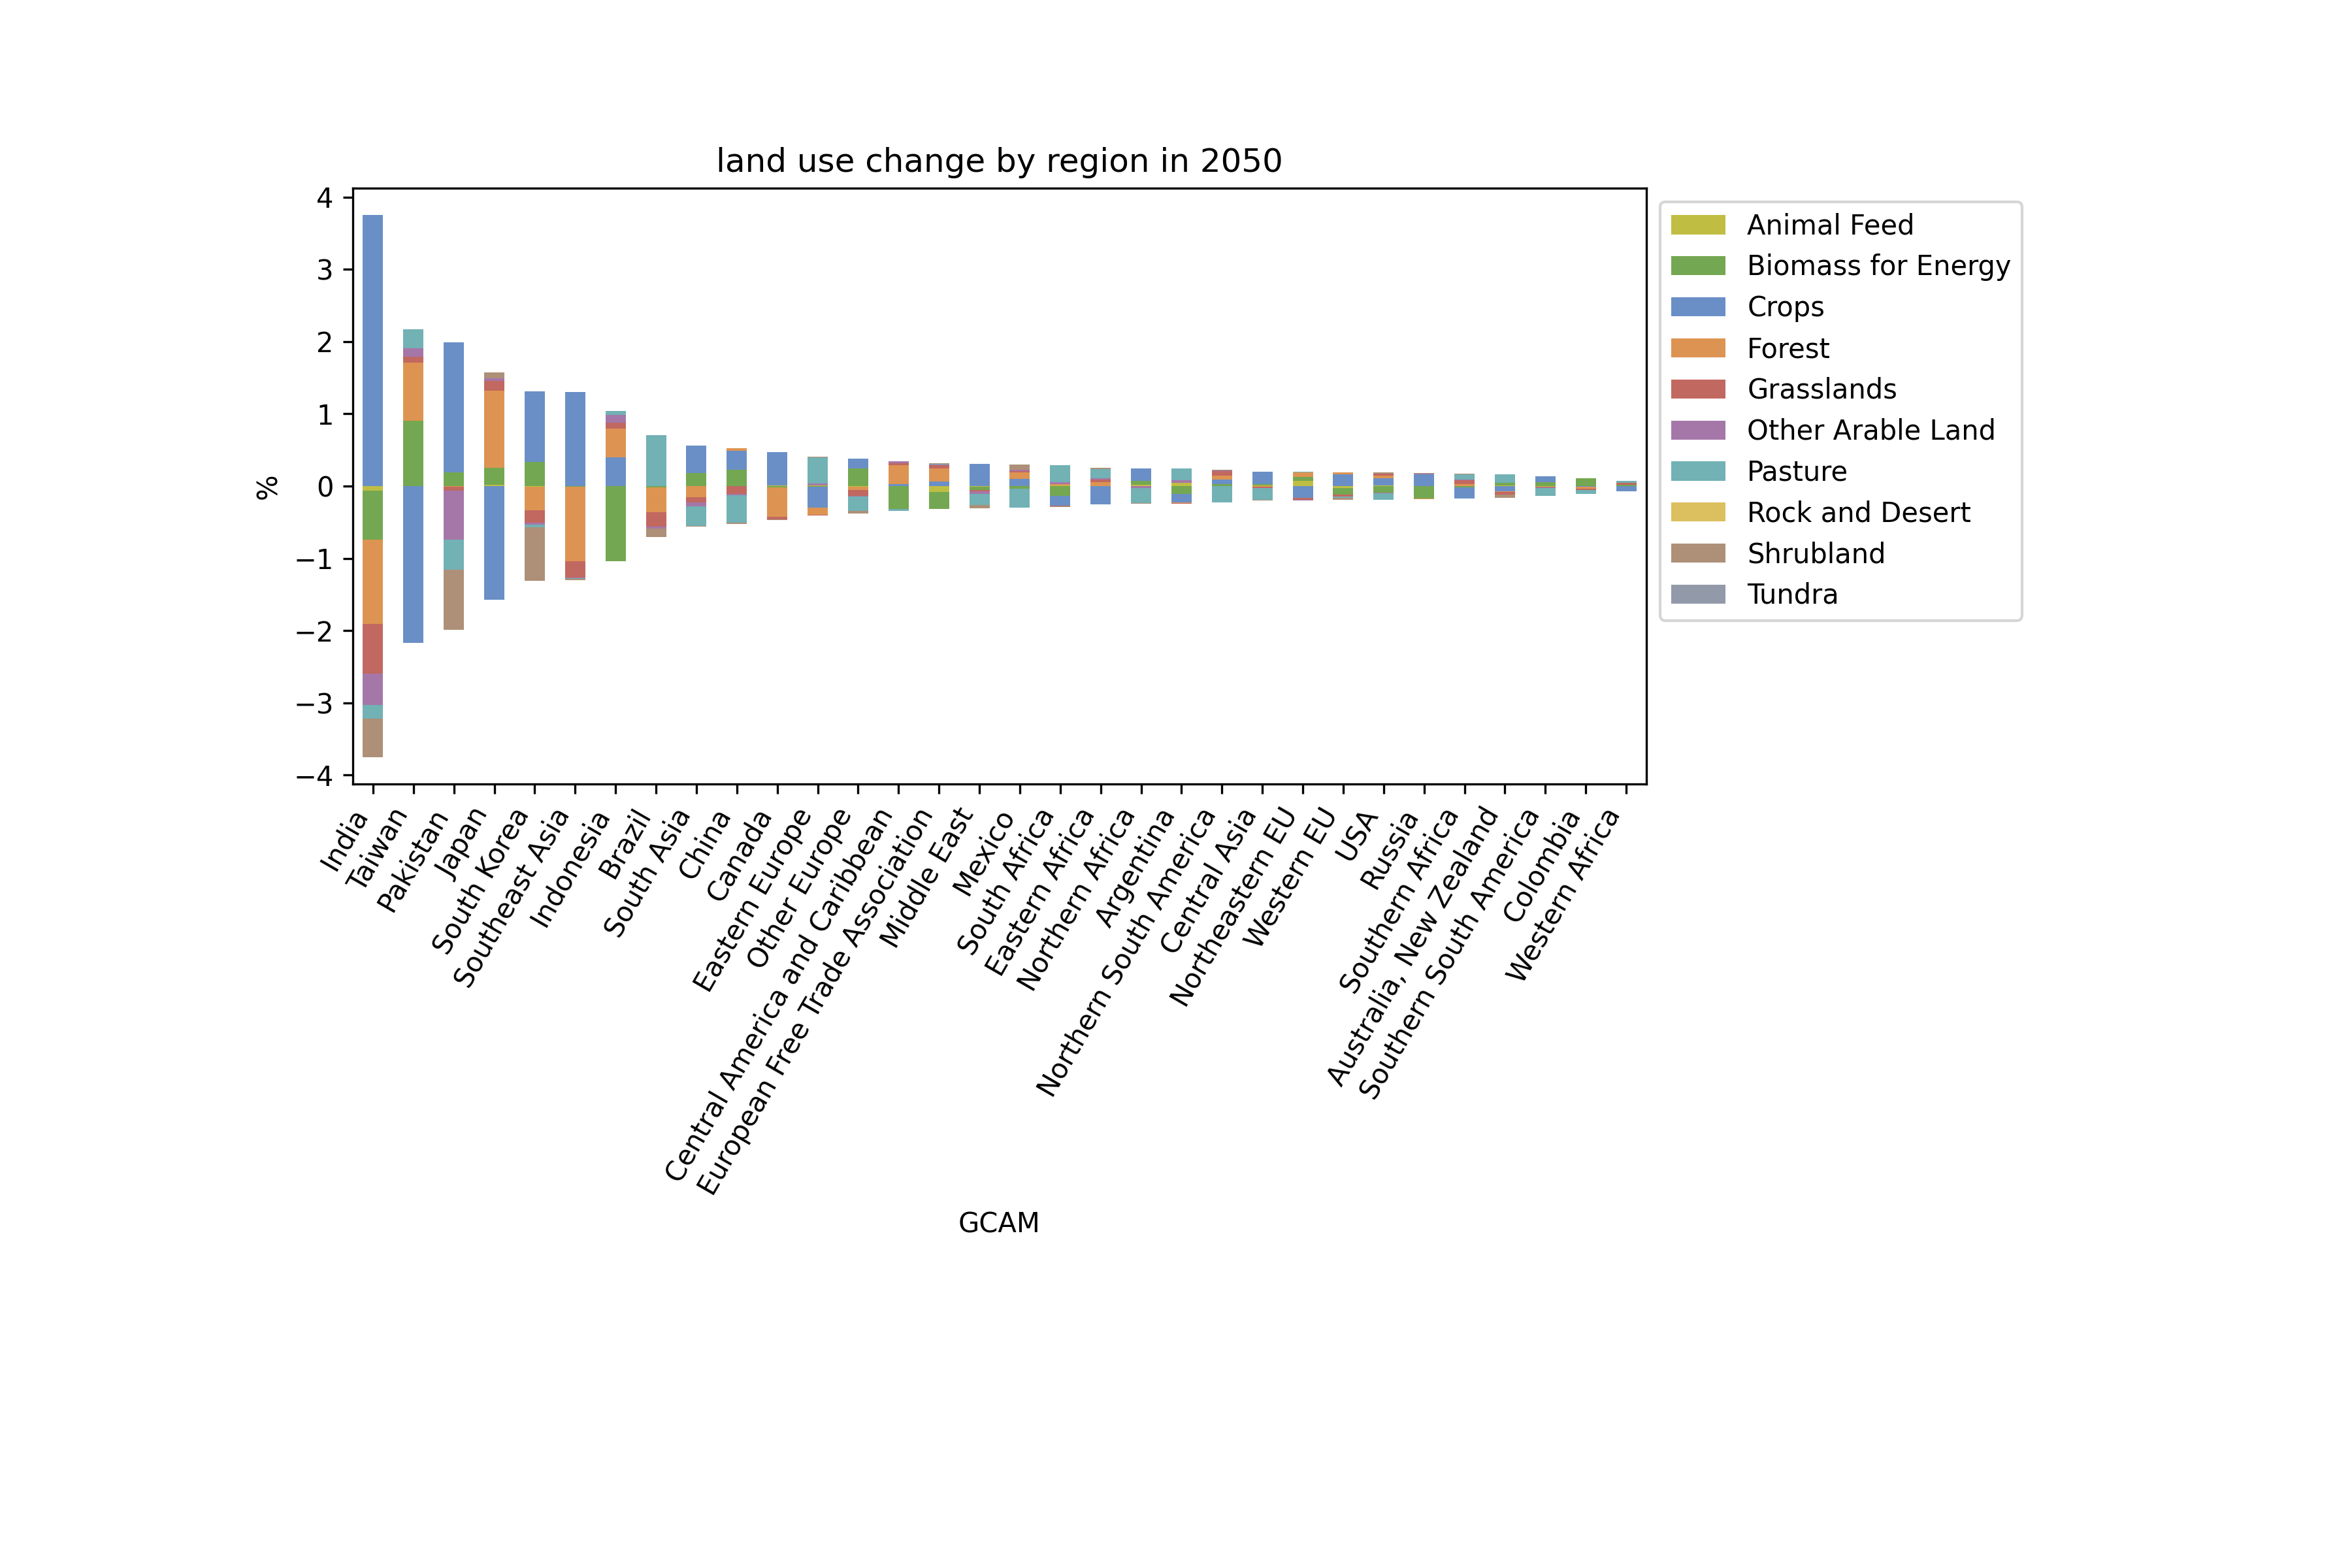 land use change by region in 2050
%
4
3
2
1
0
−1
−2
−3
−4
Animal Feed
Biomass for Energy
Crops
Forest
Grasslands
Other Arable Land
Pasture
Rock and Desert
Shrubland
Tundra
India
Taiwan
Pakistan
Japan
South Korea
Southeast Asia
Indonesia
Brazil
South Asia
China
Canada
Eastern Europe
Other Europe
Central America and Caribbean
European Free Trade Association
Middle East
Mexico
South Africa
Eastern Africa
Northern Africa
Argentina
Northern South America
Central Asia
Northeastern EU
Western EU
USA
Russia
Southern Africa
Australia, New Zealand
Southern South America
Colombia
Western Africa
GCAM